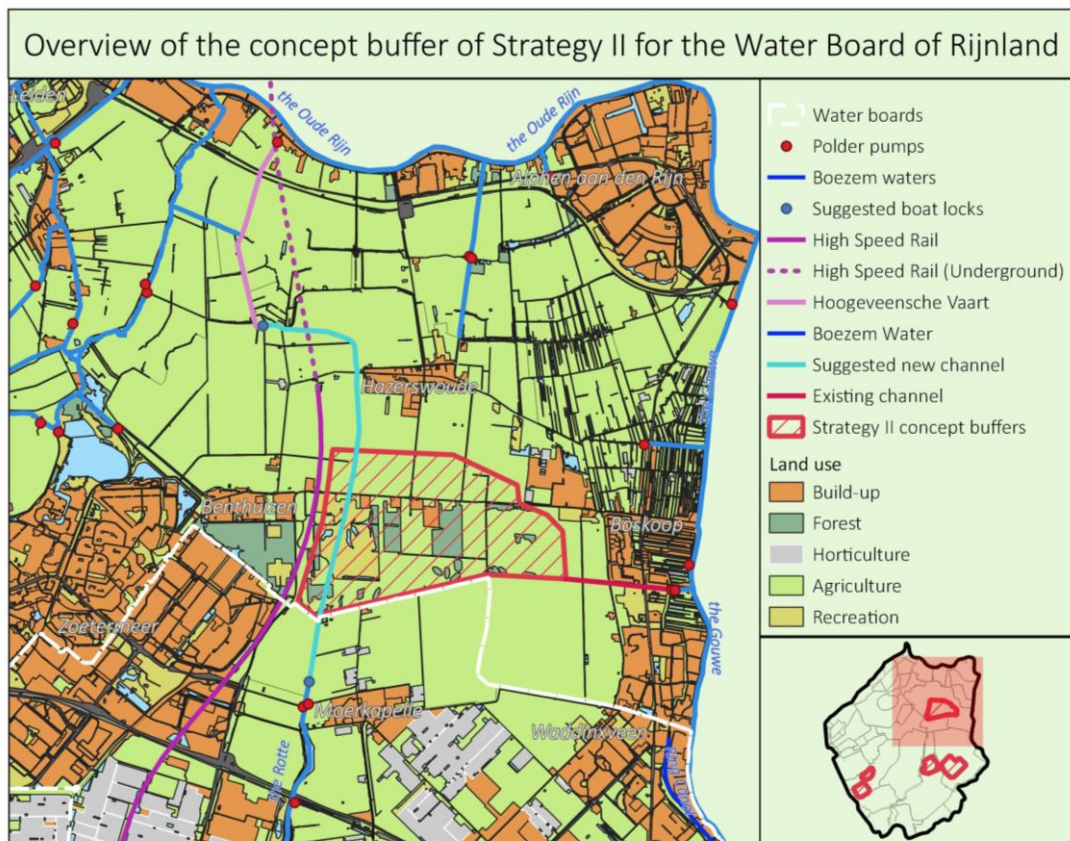 Overview of the concept buffer of Strategy II for the Water Board of Rijnland
Leiden
the Oude Rijn
the Oude Rijn
Alphen aan den Rijn
Hazerswoude
Benthuizen
Boskoop
Zoetermeer
the Gouwe
Moerkapelle
Waddinxveen
the Rotte
Water boards
Polder pumps
Boezem waters
Suggested boat locks
High Speed Rail
High Speed Rail (Underground)
Hoogeveensche Vaart
Boezem Water
Suggested new channel
Existing channel
Strategy II concept buffers
Land use
Build-up
Forest
Horticulture
Agriculture
Recreation